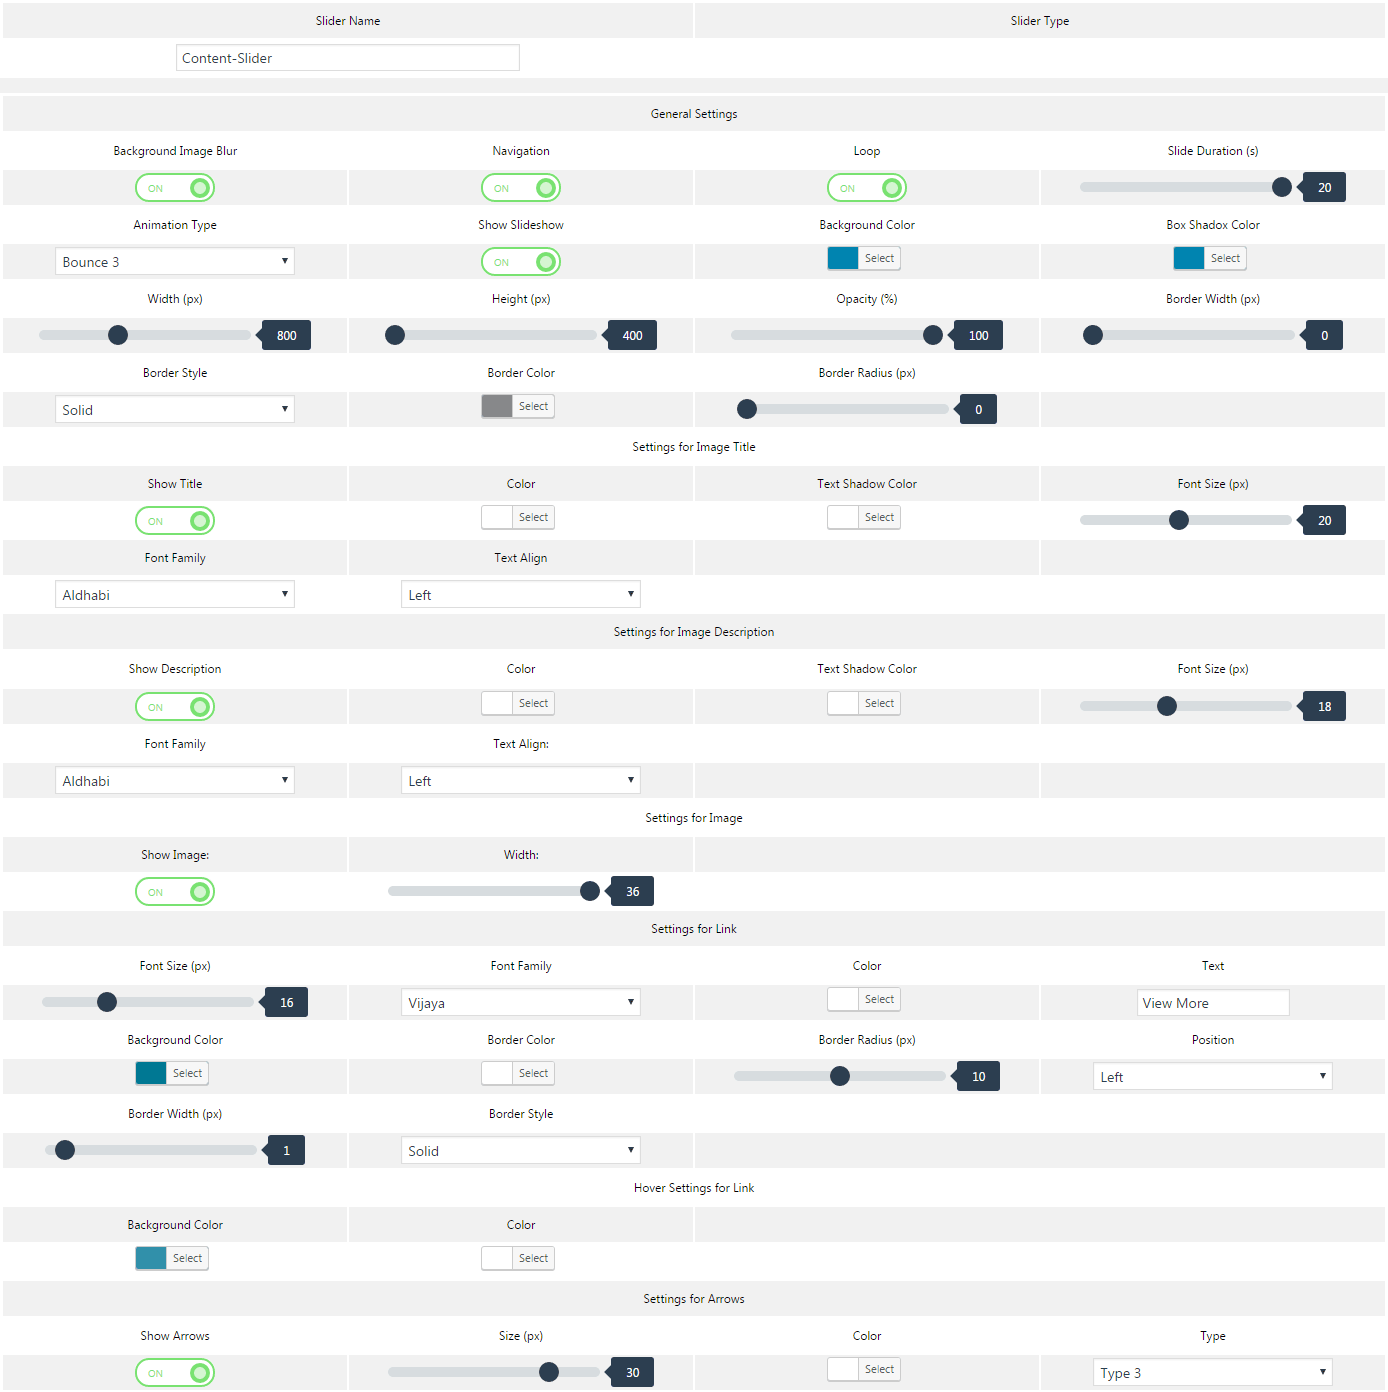 Slider Name Slider Type
Content-Slider
General Settings
Background Image Blur Navigation Loop Slide Duration (s)
ON ON ON 20
Animation Type Show Slideshow Background Color Box Shadox Color
Bounce 3 ON Select Select
Width (px) Height (px) Opacity (%) Border Width (px)
800 400 100 0
Border Style Border Color Border Radius (px)
Solid Select 0
Settings for Image Title
Show Title Color Text Shadow Color Font Size (px)
ON Select Select 20
Font Family Text Align
Aldhabi Left
Settings for Image Description
Show Description Color Text Shadow Color Font Size (px)
ON Select Select 18
Font Family Text Align:
Aldhabi Left
Settings for Image
Show Image: Width:
ON 36
Settings for Link
Font Size (px) Font Family Color Text
16 Vijaya Select View More
Background Color Border Color Border Radius (px) Position
Select Select 10 Left
Border Width (px) Border Style
1 Solid
Hover Settings for Link
Background Color Color
Select Select
Settings for Arrows
Show Arrows Size (px) Color Type
ON 30 Select Type 3